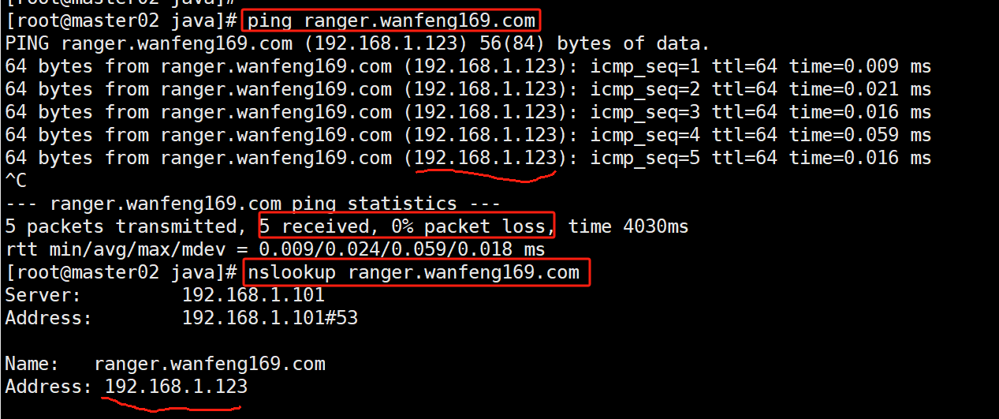 [root@master02 java]#
[root@master02 java]# ping ranger.wanfeng169.com
PING ranger.wanfeng169.com (192.168.1.123) 56(84) bytes of data.
64 bytes from ranger.wanfeng169.com (192.168.1.123): icmp_seq=1 ttl=64 time=0.009 ms
64 bytes from ranger.wanfeng169.com (192.168.1.123): icmp_seq=2 ttl=64 time=0.021 ms
64 bytes from ranger.wanfeng169.com (192.168.1.123): icmp_seq=3 ttl=64 time=0.016 ms
64 bytes from ranger.wanfeng169.com (192.168.1.123): icmp_seq=4 ttl=64 time=0.059 ms
64 bytes from ranger.wanfeng169.com (192.168.1.123): icmp_seq=5 ttl=64 time=0.016 ms
^C
--- ranger.wanfeng169.com ping statistics ---
5 packets transmitted, 5 received, 0% packet loss, time 4030ms
rtt min/avg/max/mdev = 0.009/0.024/0.059/0.018 ms
[root@master02 java]# nslookup ranger.wanfeng169.com
Server:         192.168.1.101
Address:        192.168.1.101#53

Name:   ranger.wanfeng169.com
Address: 192.168.1.123